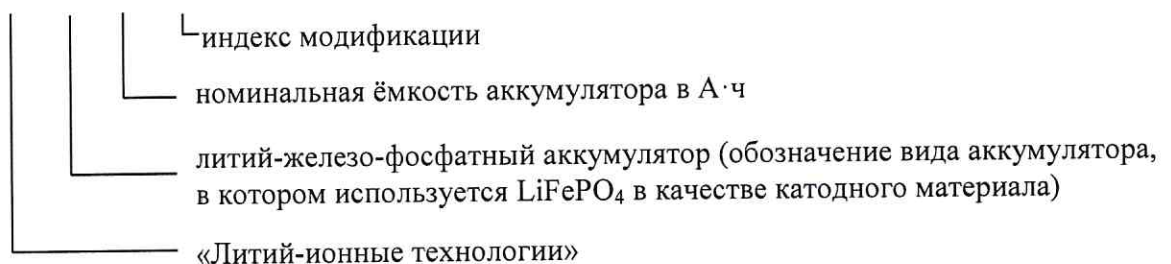 индекс модификации
номинальная ёмкость аккумулятора в А·ч
литий-железо-фосфатный аккумулятор (обозначение вида аккумулятора,
в котором используется LiFePO₄ в качестве катодного материала)
«Литий-ионные технологии»